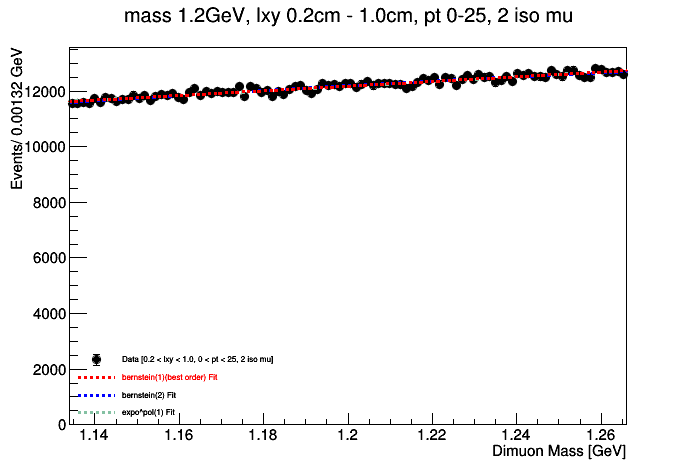 mass 1.2GeV, lxy 0.2cm - 1.0cm, pt 0-25, 2 iso mu
Events/ 0.00132 GeV
12000
10000
8000
6000
4000
2000
0
Data [0.2 < lxy < 1.0, 0 < pt < 25, 2 iso mu]
bernstein(1)(best order) Fit
bernstein(2) Fit
expo^pol(1) Fit
1.14 1.16 1.18 1.2 1.22 1.24 1.26
Dimuon Mass [GeV]